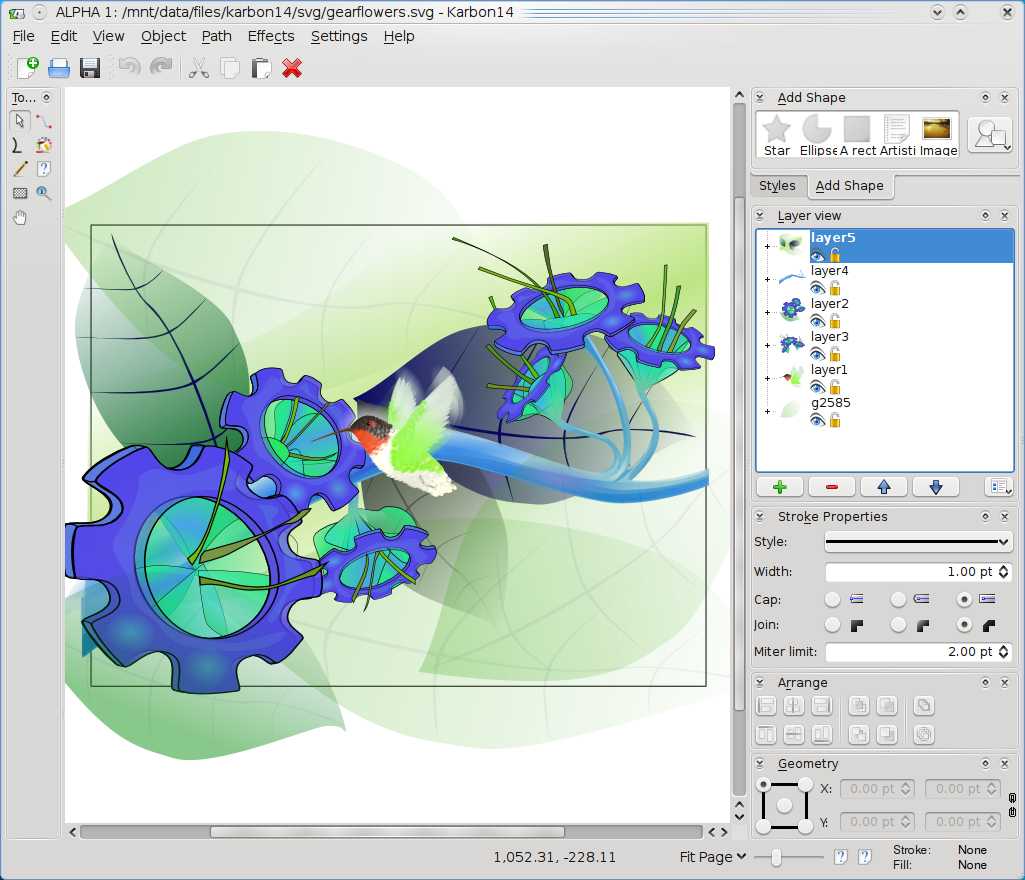 ALPHA 1: /mnt/data/files/karbon14/svg/gearflowers.svg - Karbon14
File Edit View Object Path Effects Settings Help
To...
Add Shape
Star Ellipse A rect Artisti Image
Styles Add Shape
Layer view
layer5
layer4
layer2
layer3
layer1
g2585
Stroke Properties
Style:
Width: 1.00 pt
Cap:
Join:
Miter limit: 2.00 pt
Arrange
Geometry
X: 0.00 pt 0.00 pt
Y: 0.00 pt 0.00 pt
1,052.31, -228.11 Fit Page Stroke: None
Fill: None